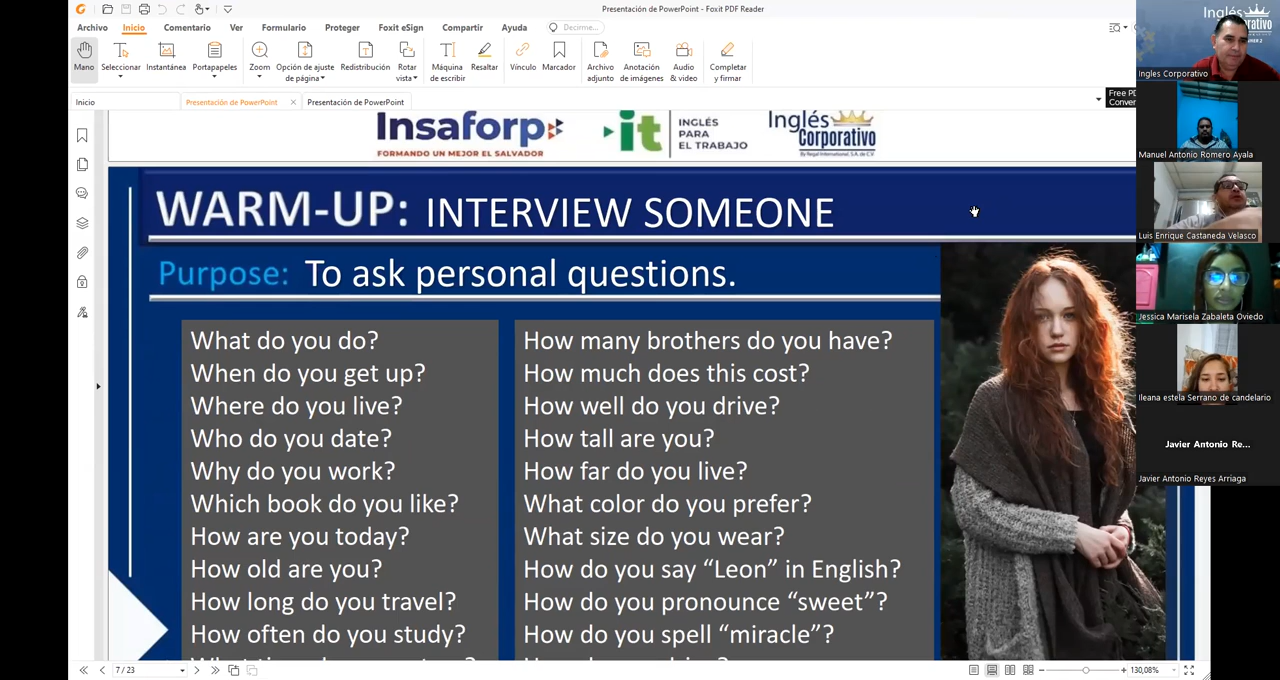 Presentación de PowerPoint - Foxit PDF Reader
Archivo Inicio Comentario Ver Formulario Proteger Foxit eSign Compartir Ayuda Decirme...
Mano
Seleccionar
Instantánea
Portapapeles
Zoom
Opción de ajuste
de página
Redistribución
Rotar
vista
Máquina
de escribir
Resaltar
Vínculo
Marcador
Archivo
adjunto
Anotación
de imágenes
Audio
& video
Completar
y firmar
Inicio
Presentación de PowerPoint
Presentación de PowerPoint
Free
Conver
Insaforp
FORMANDO UN MEJOR EL SALVADOR
it
INGLÉS
PARA
EL TRABAJO
Inglés
Corporativo
By Regal International, S.A. de C.V.
WARM-UP: INTERVIEW SOMEONE
Purpose: To ask personal questions.
What do you do?
When do you get up?
Where do you live?
Who do you date?
Why do you work?
Which book do you like?
How are you today?
How old are you?
How long do you travel?
How often do you study?
How many brothers do you have?
How much does this cost?
How well do you drive?
How tall are you?
How far do you live?
What color do you prefer?
What size do you wear?
How do you say “Leon” in English?
How do you pronounce “sweet”?
How do you spell “miracle”?
Inglés
Ingles Corporativo
Manuel Antonio Romero Ayala
Luis Enrique Castaneda Velasco
Jessica Marisela Zabaleta Oviedo
Ileana estela Serrano de candelario
Javier Antonio Re...
Javier Antonio Reyes Arriaga
7 / 23
130,08%